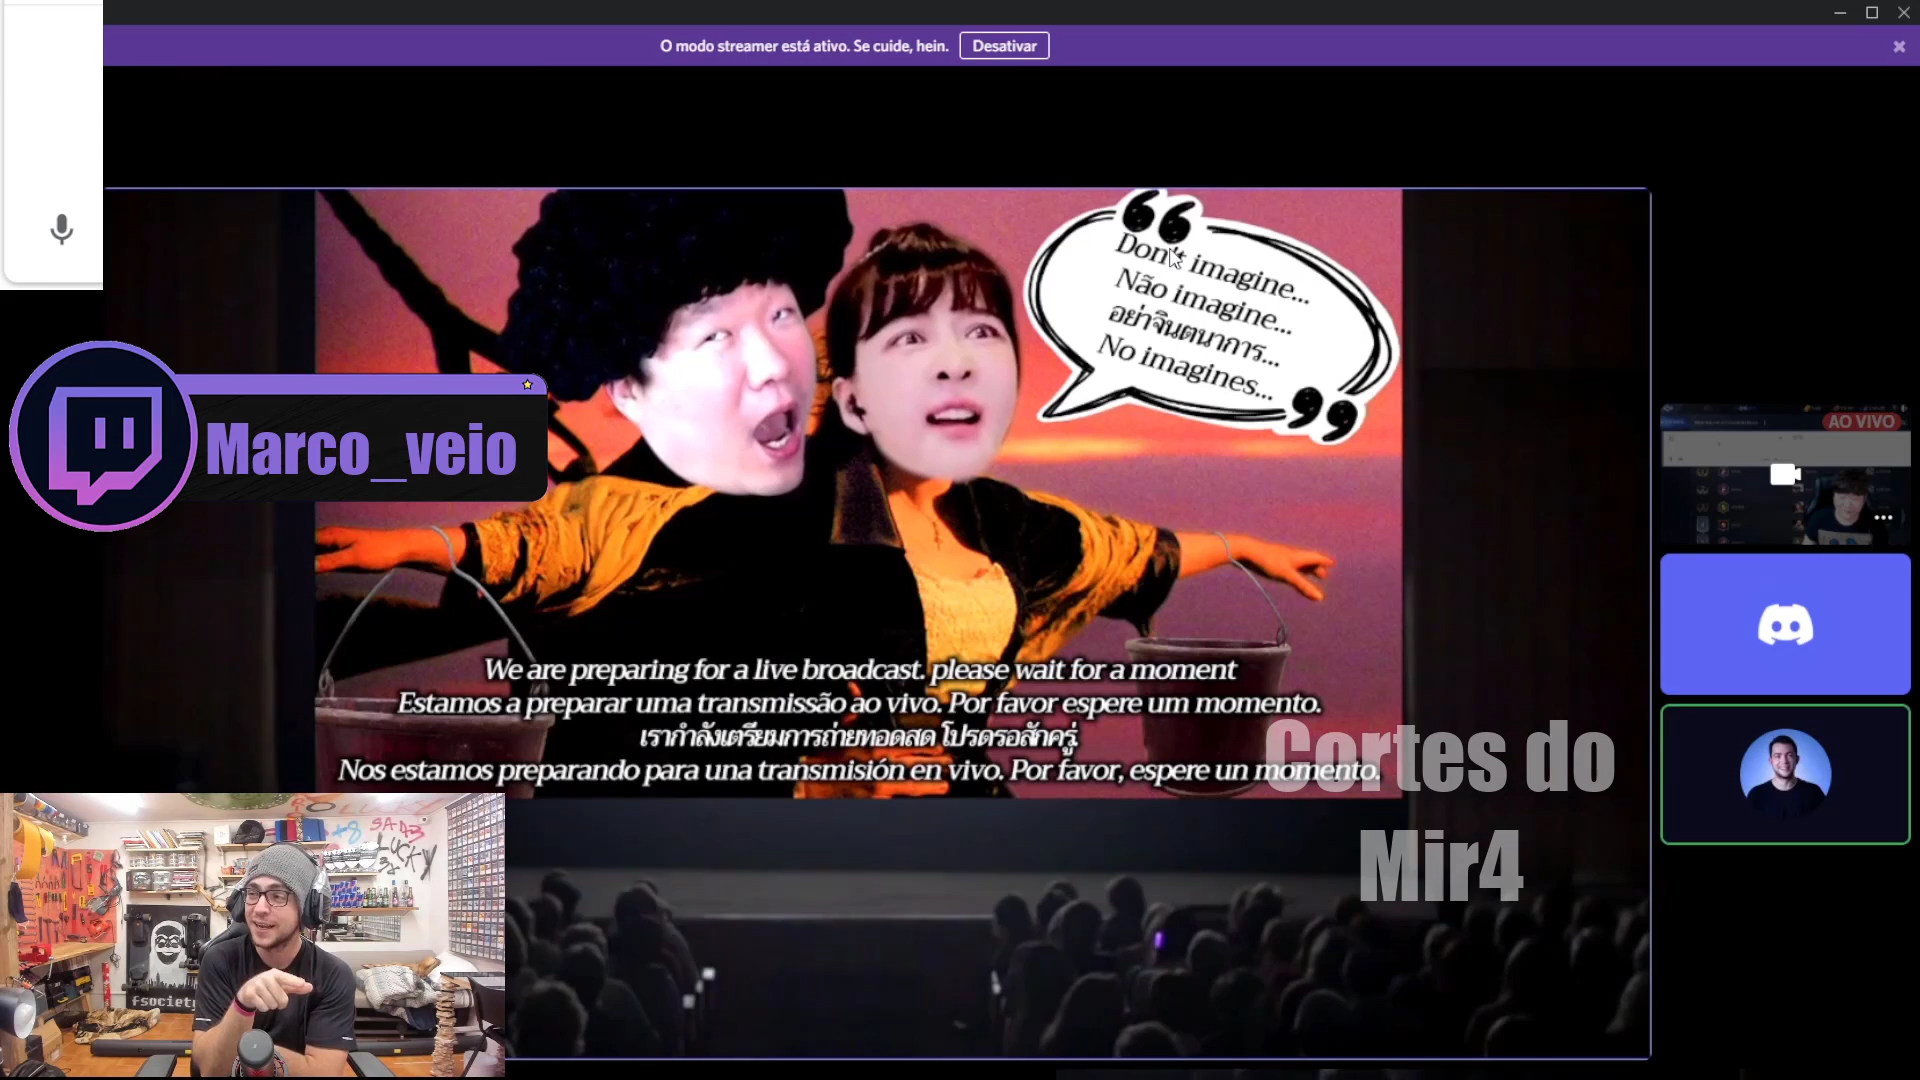 O modo streamer está ativo. Se cuide, hein.
Desativar
Don't imagine...
Não imagine...
อย่าจินตนาการ...
No imagines...
AO VIVO
Marco_veio
We are preparing for a live broadcast. please wait for a moment
Estamos a preparar uma transmissão ao vivo. Por favor espere um momento.
เรากำลังเตรียมการถ่ายทอดสด โปรดรอสักครู่
Nos estamos preparando para una transmisión en vivo. Por favor, espere un momento.
Cortes do
Mir4
LUCKY
fsociety